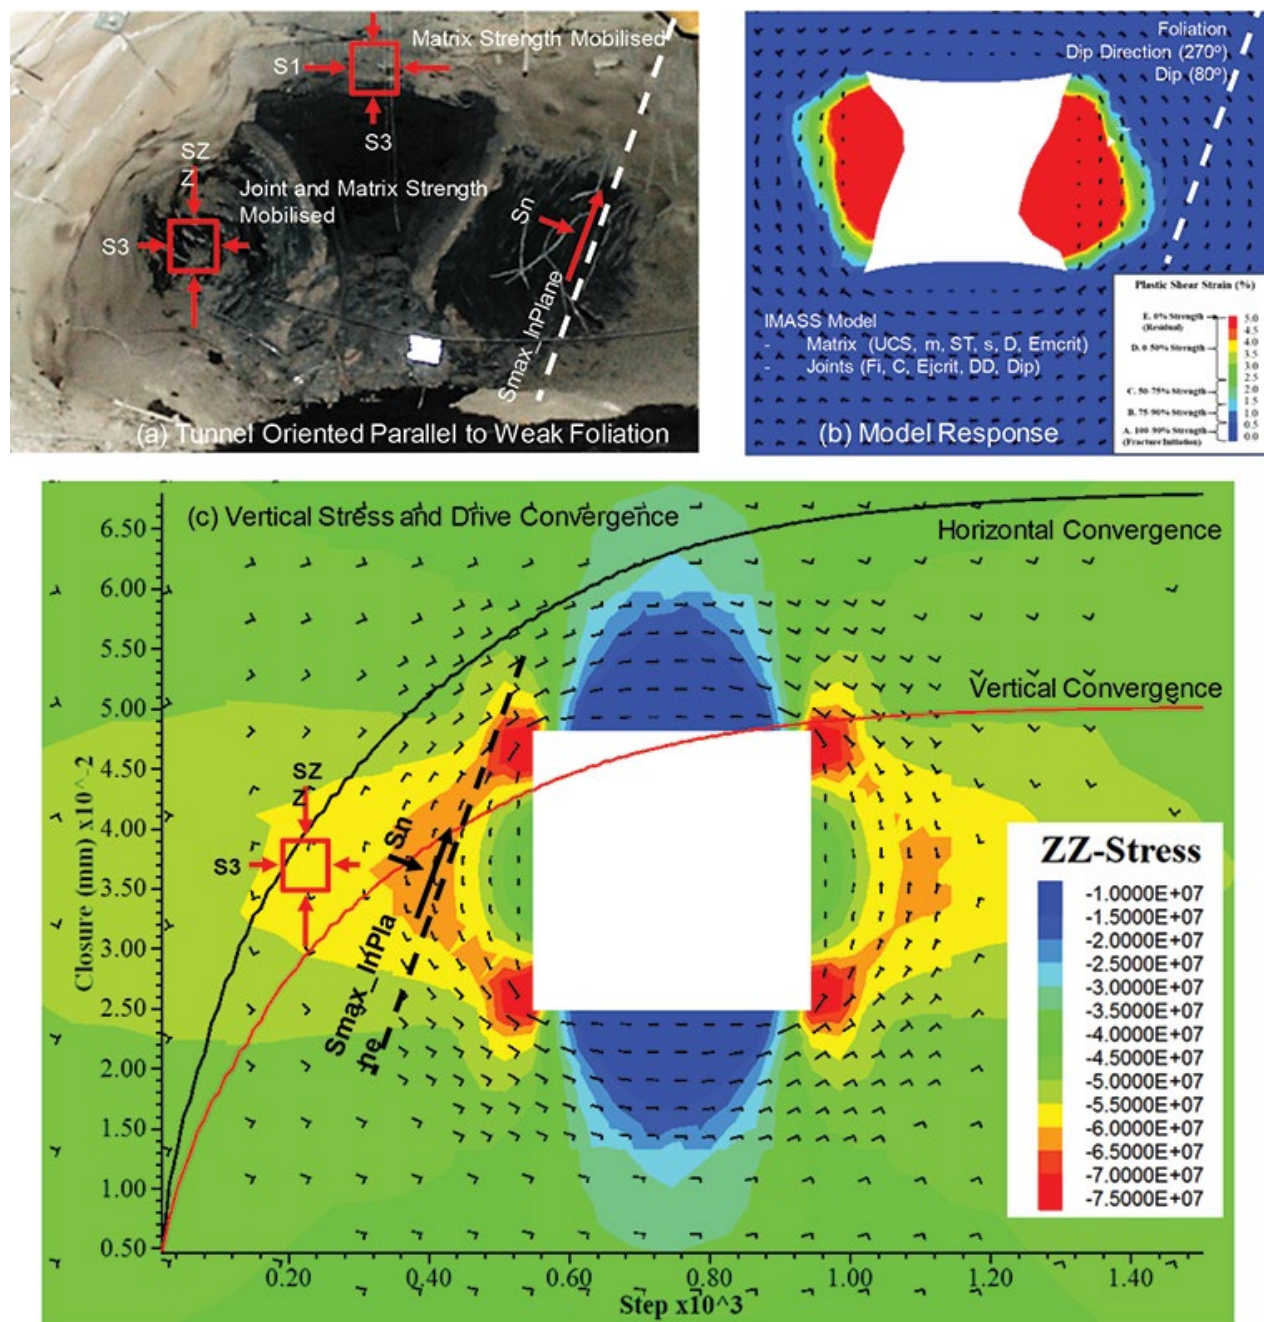 Matrix Strength Mobilised
S1
S3
SZ
Z
Joint and Matrix Strength
Mobilised
S3
Sn
Smax_InPlane
(a) Tunnel Oriented Parallel to Weak Foliation
Foliation
Dip Direction (270°)
Dip (80°)
IMASS Model
- Matrix (UCS, m, ST, s, D, Emcrit)
- Joints (Fi, C, Ejcrit, DD, Dip)
(b) Model Response
Plastic Shear Strain (%)
E. 0% Strength
(Residual)
D. 0-50% Strength
C. 50-75% Strength
B. 75-90% Strength
A. 100-90% Strength
(Fracture Initiation)
5.0
4.5
4.0
3.5
3.0
2.5
2.0
1.5
1.0
0.5
0.0
(c) Vertical Stress and Drive Convergence
Horizontal Convergence
Vertical Convergence
Closure (mm) x10^-2
6.50
6.00
5.50
5.00
4.50
4.00
3.50
3.00
2.50
2.00
1.50
1.00
0.50
SZ
Z
S3
Sn
Smax_InPla
ne
ZZ-Stress
-1.0000E+07
-1.5000E+07
-2.0000E+07
-2.5000E+07
-3.0000E+07
-3.5000E+07
-4.0000E+07
-4.5000E+07
-5.0000E+07
-5.5000E+07
-6.0000E+07
-6.5000E+07
-7.0000E+07
-7.5000E+07
0.20 0.40 0.60 0.80 1.00 1.20 1.40
Step x10^3